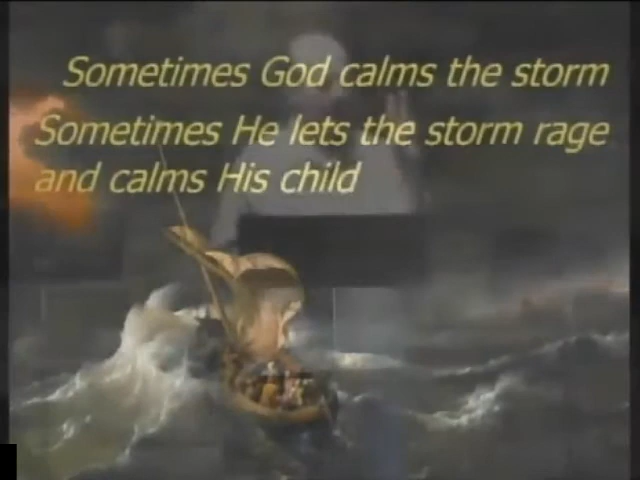 Sometimes God calms the storm
Sometimes He lets the storm rage
and calms His child